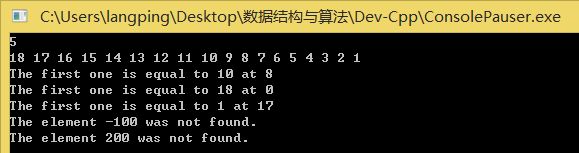 C:\Users\langping\Desktop\数据结构与算法\Dev-Cpp\ConsolePauser.exe
5
18 17 16 15 14 13 12 11 10 9 8 7 6 5 4 3 2 1
The first one is equal to 10 at 8
The first one is equal to 18 at 0
The first one is equal to 1 at 17
The element -100 was not found.
The element 200 was not found.